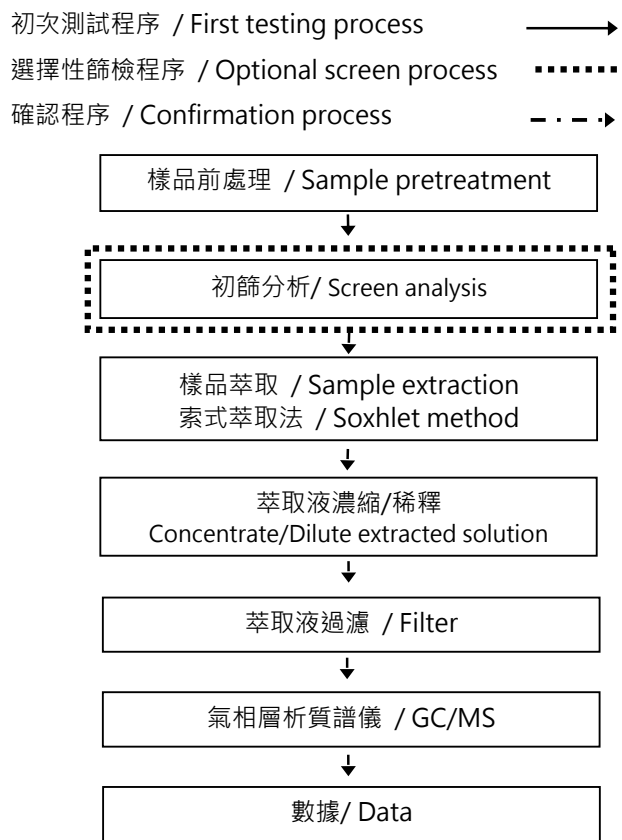 初次測試程序 / First testing process
選擇性篩檢程序 / Optional screen process
確認程序 / Confirmation process
樣品前處理 / Sample pretreatment
初篩分析/ Screen analysis
樣品萃取 / Sample extraction
索式萃取法 / Soxhlet method
萃取液濃縮/稀釋
Concentrate/Dilute extracted solution
萃取液過濾 / Filter
氣相層析質譜儀 / GC/MS
數據/ Data